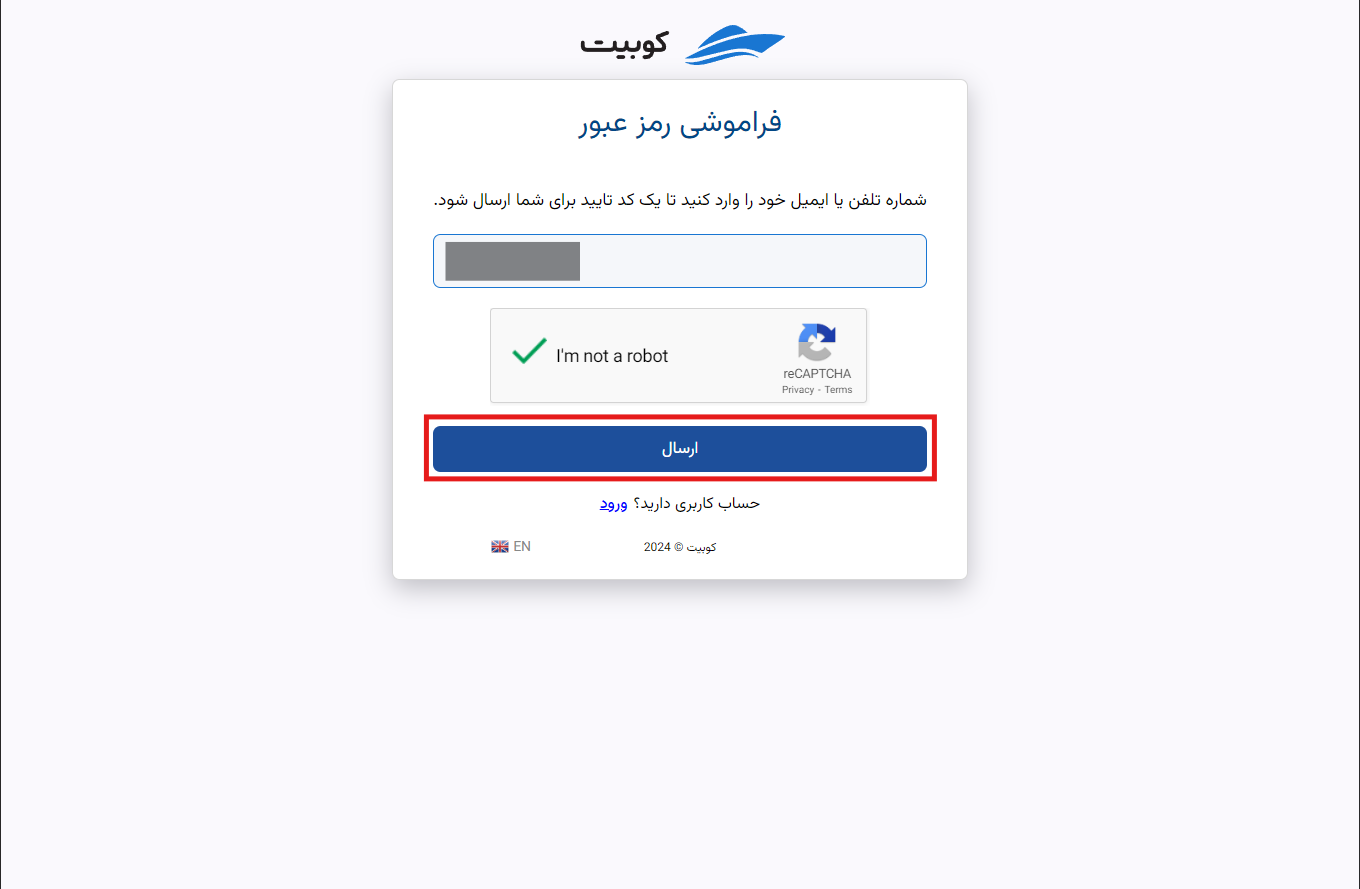 کوبیت
فراموشی رمز عبور
شماره تلفن یا ایمیل خود را وارد کنید تا یک کد تایید برای شما ارسال شود.
I'm not a robot
reCAPTCHA
Privacy - Terms
ارسال
حساب کاربری دارید؟ ورود
کوبیت © 2024
EN